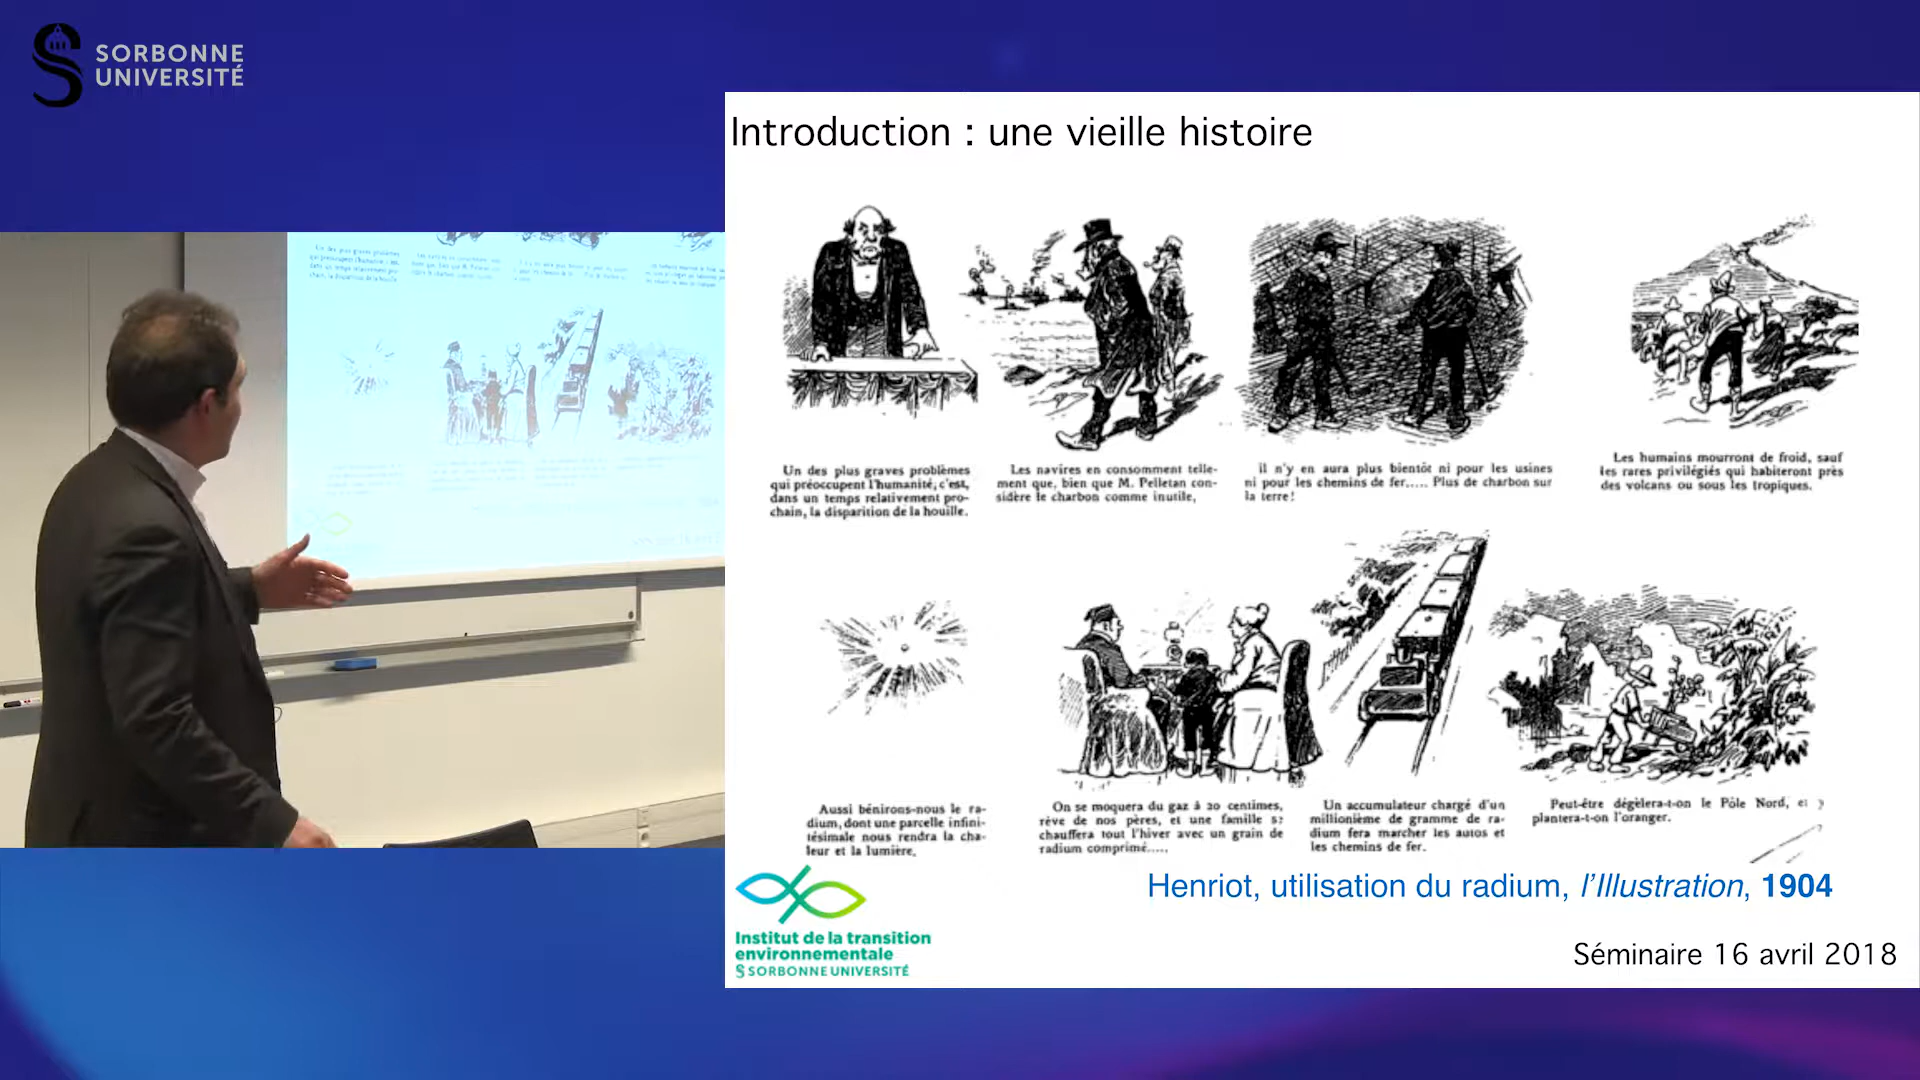 SORBONNE
UNIVERSITÉ
Introduction : une vieille histoire
Un des plus graves problèmes
qui préoccupent l'humanité, c'est,
dans un temps relativement pro-
chain, la disparition de la houille.
Les navires en consomment telle-
ment que, bien que M. Pelletan con-
sidère le charbon comme inutile,
il n'y en aura plus bientôt ni pour les usines
ni pour les chemins de fer..... Plus de charbon sur
la terre!
Les humains mourront de froid, sauf
les rares privilégiés qui habiteront près
des volcans ou sous les tropiques.
Aussi bénirons-nous le ra-
dium, dont une parcelle infini-
tésimale nous rendra la cha-
leur et la lumière.
On se moquera du gaz à 20 centimes,
rêve de nos pères, et une famille se
chauffera tout l'hiver avec un grain de
radium comprimé.....
Un accumulateur chargé d'un
millionième de gramme de ra-
dium fera marcher les autos et
les chemins de fer.
Peut-être dégèlera-t-on le Pôle Nord, et y
plantera-t-on l'oranger.
Henriot, utilisation du radium, l'Illustration, 1904
Institut de la transition
environnementale
SORBONNE UNIVERSITÉ
Séminaire 16 avril 2018